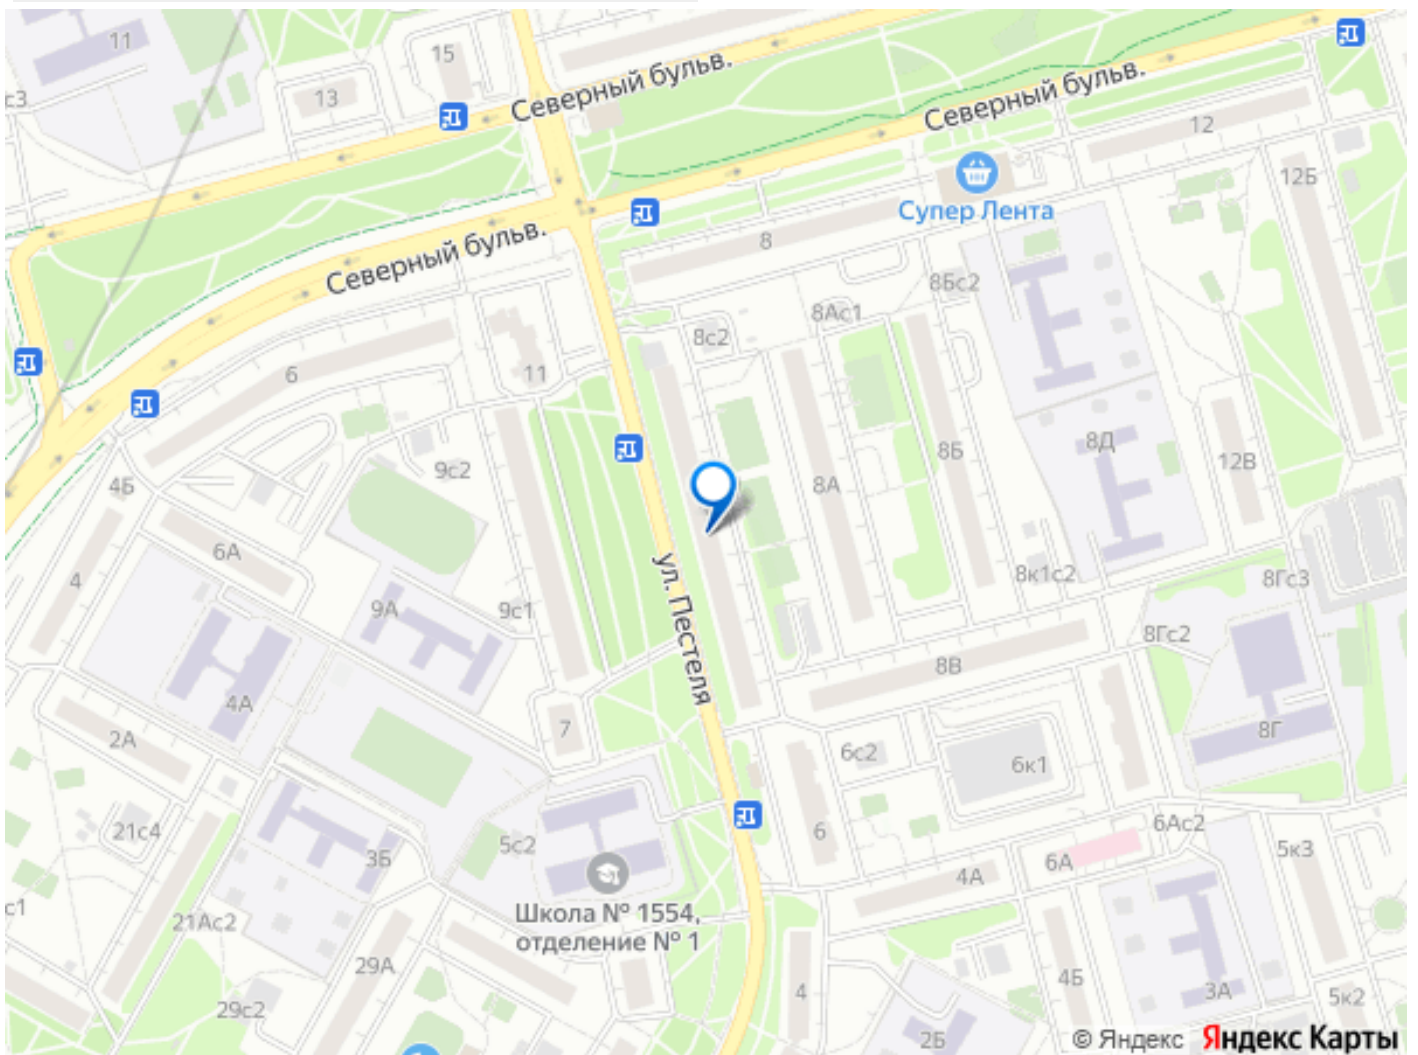 11
15
с3
13
Северный бульв.
Северный бульв.
12
12Б
Супер Лента
8
Северный бульв.
8Бс2
8Ас1
8с2
6
11
8Д
8Б
12В
9с2
4Б
8А
6А
4
ул. Пестеля
8к1с2
8Гс3
9А
9с1
8Гс2
8В
4А
7
2А
8Г
6с2
6к1
21с4
6
6Ас2
5с2
3Б
6А
5к3
4А
с1
Школа № 1554,
отделение № 1
21Ас2
29А
4Б
4
3А
5к2
29с2
2Б
© Яндекс Яндекс Карты